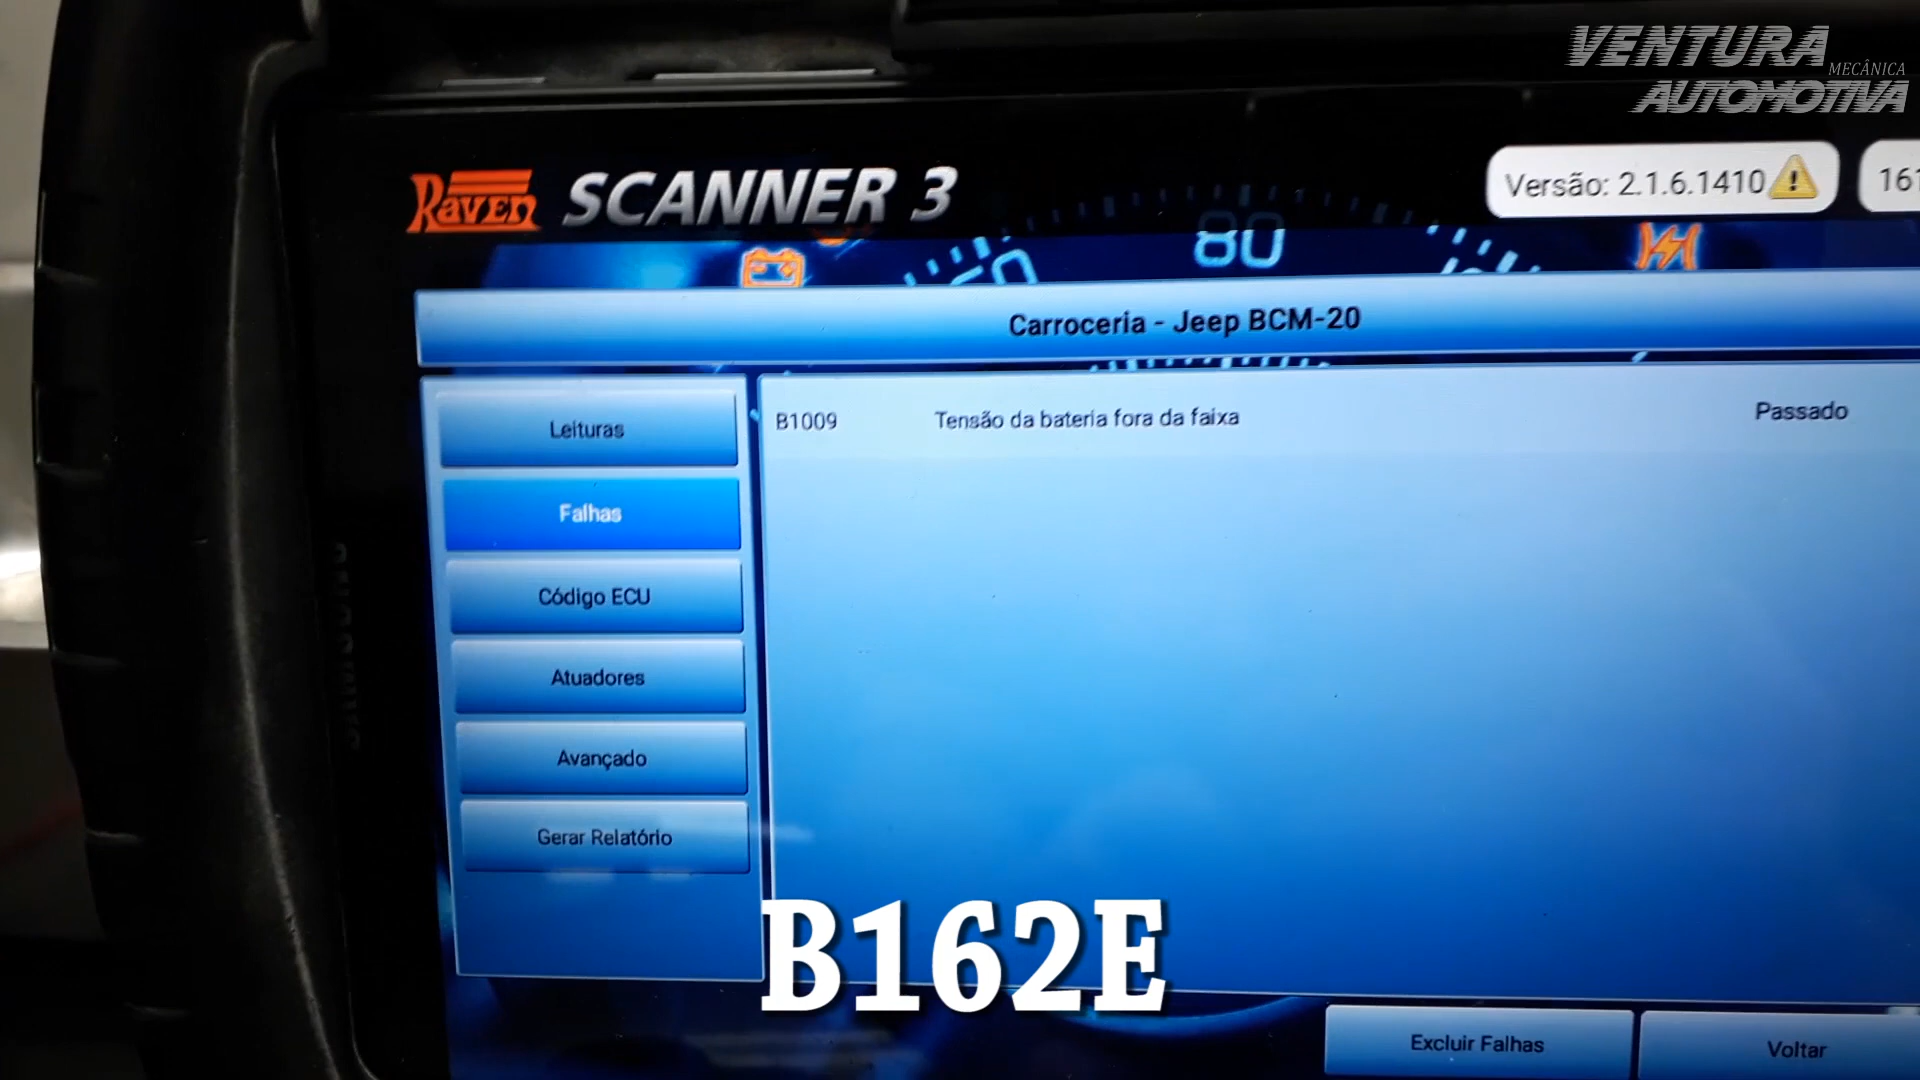 VENTURA
MECÂNICA
AUTOMOTIVA
Raven SCANNER 3
Versão: 2.1.6.1410
161
80
Carroceria - Jeep BCM-20
Leituras
Falhas
Código ECU
Atuadores
Avançado
Gerar Relatório
B1009 Tensão da bateria fora da faixa Passado
B162E
Excluir Falhas
Voltar